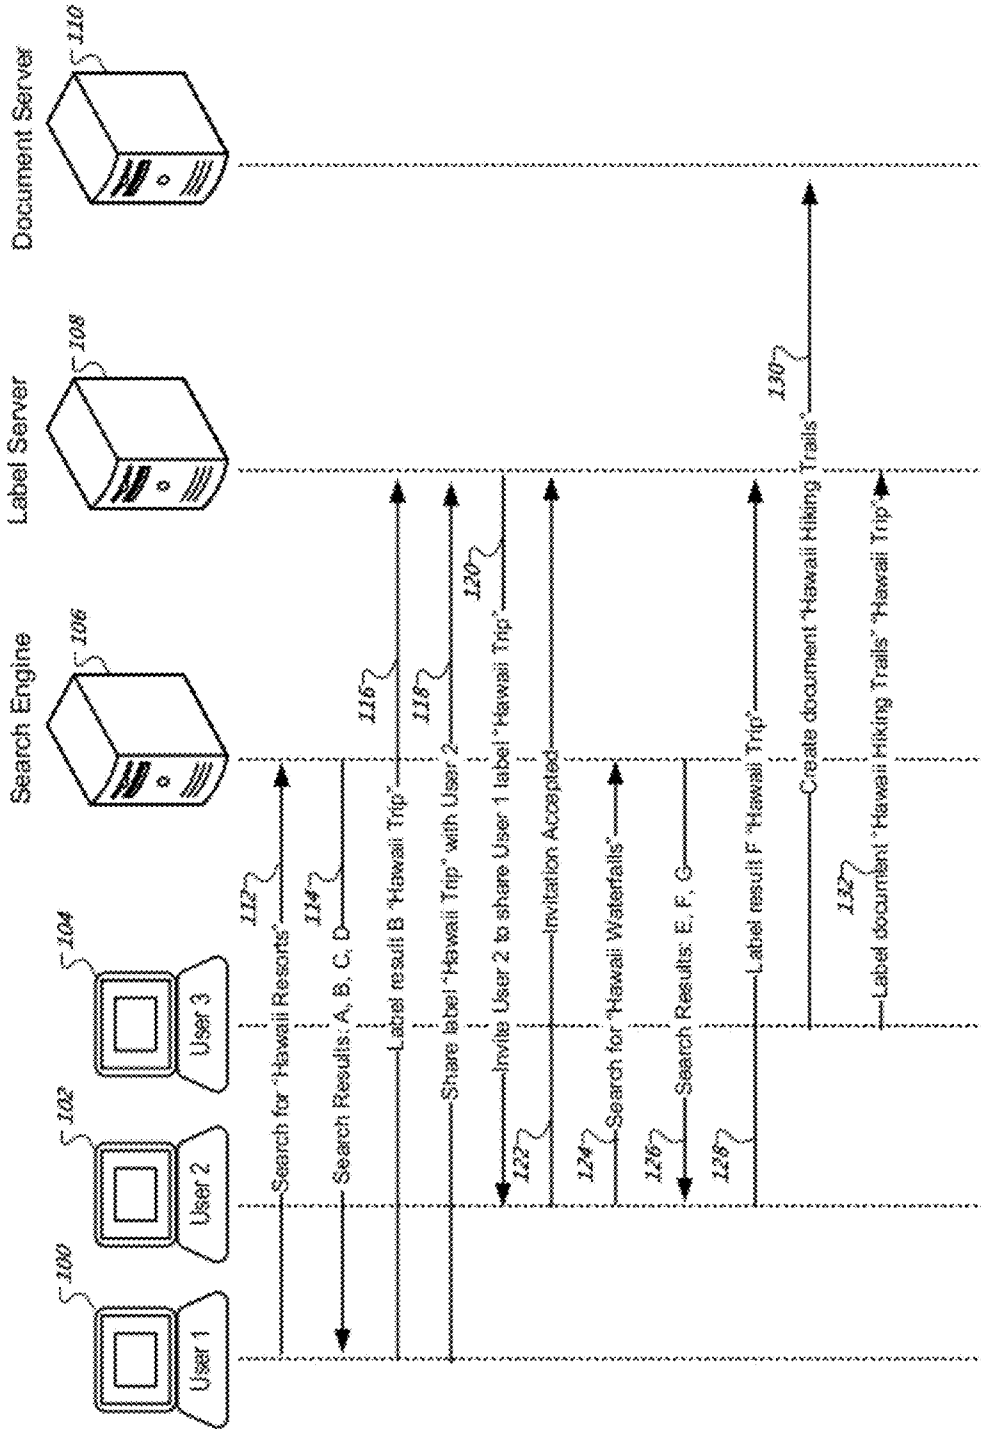 100
User 1
102
User 2
104
User 3
106
Search Engine
108
Label Server
110
Document Server
112
Search for "Hawaii Resorts"
114
Search Results: A, B, C, D
116
Label result B "Hawaii Trip"
118
Share label "Hawaii Trip" with User 2
120
Invite User 2 to share User 1 label "Hawaii Trip"
122
Invitation Accepted
124
Search for "Hawaii Waterfalls"
126
Search Results: E, F, G
128
Label result F "Hawaii Trip"
130
Create document "Hawaii Hiking Trails"
132
Label document "Hawaii Hiking Trails" "Hawaii Trip"